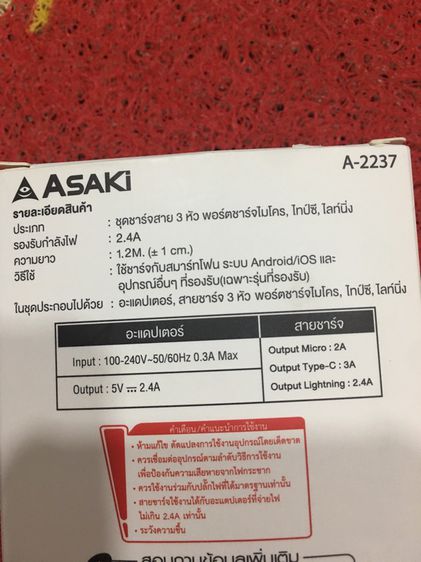 A-2237
ASAKi
รายละเอียดสินค้า
ประเภท : ชุดชาร์จสาย 3 หัว พอร์ตชาร์จไมโคร, ไทป์ซี, ไลท์นิ่ง
รองรับกำลังไฟ : 2.4A
ความยาว : 1.2M. (± 1 cm.)
วิธีใช้ : ใช้ชาร์จกับสมาร์ทโฟน ระบบ Android/iOS และ
อุปกรณ์อื่นๆ ที่รองรับ(เฉพาะรุ่นที่รองรับ)
ในชุดประกอบไปด้วย : อะแดปเตอร์, สายชาร์จ 3 หัว พอร์ตชาร์จไมโคร, ไทป์ซี, ไลท์นิ่ง
อะแดปเตอร์ สายชาร์จ
Input : 100-240V~50/60Hz 0.3A Max
Output : 5V ⎓ 2.4A
Output Micro : 2A
Output Type-C : 3A
Output Lightning : 2.4A
คำเตือน/คำแนะนำการใช้งาน
• ห้ามแก้ไข ดัดแปลงการใช้งานอุปกรณ์โดยเด็ดขาด
• ควรเชื่อมต่ออุปกรณ์ตามลำดับวิธีการใช้งาน
เพื่อป้องกันความเสียหายจากไฟกระชาก
• ควรใช้งานร่วมกับปลั๊กไฟที่ได้มาตรฐานเท่านั้น
• สายชาร์จใช้งานได้กับอะแดปเตอร์ที่จ่ายไฟ
ไม่เกิน 2.4A เท่านั้น
• ระวังความชื้น
สอบถามข้อมูลเพิ่มเติม